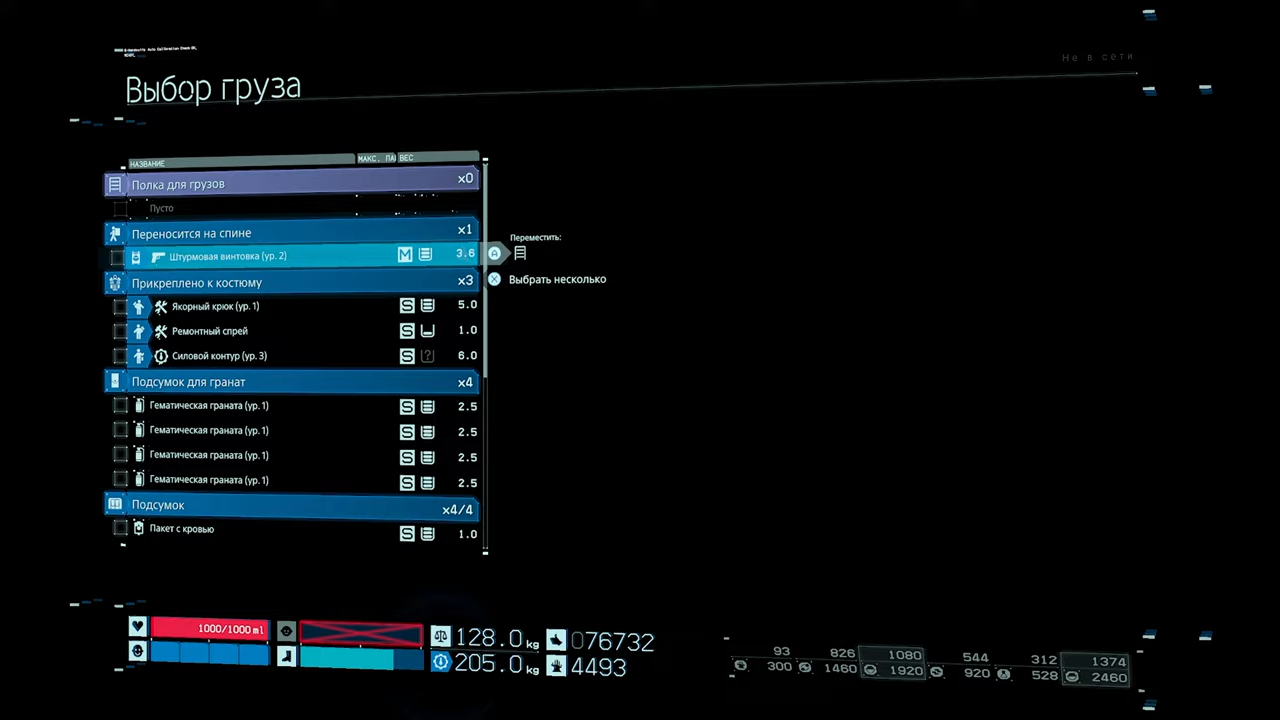 Выбор груза
Не в сети
НАЗВАНИЕ МАКС. ПА ВЕС
Полка для грузов x0
Пусто
Переносится на спине x1
Штурмовая винтовка (ур. 2) M 3.6
A Переместить:
X Выбрать несколько
Прикреплено к костюму x3
Якорный крюк (ур. 1) S 5.0
Ремонтный спрей S 1.0
Силовой контур (ур. 3) S ? 6.0
Подсумок для гранат x4
Гематическая граната (ур. 1) S 2.5
Гематическая граната (ур. 1) S 2.5
Гематическая граната (ур. 1) S 2.5
Гематическая граната (ур. 1) S 2.5
Подсумок x4/4
Пакет с кровью S 1.0
1000/1000 ml
128.0 kg 076732
205.0 kg 4493
93 826 1080 544 312 1374
300 1460 1920 920 528 2460